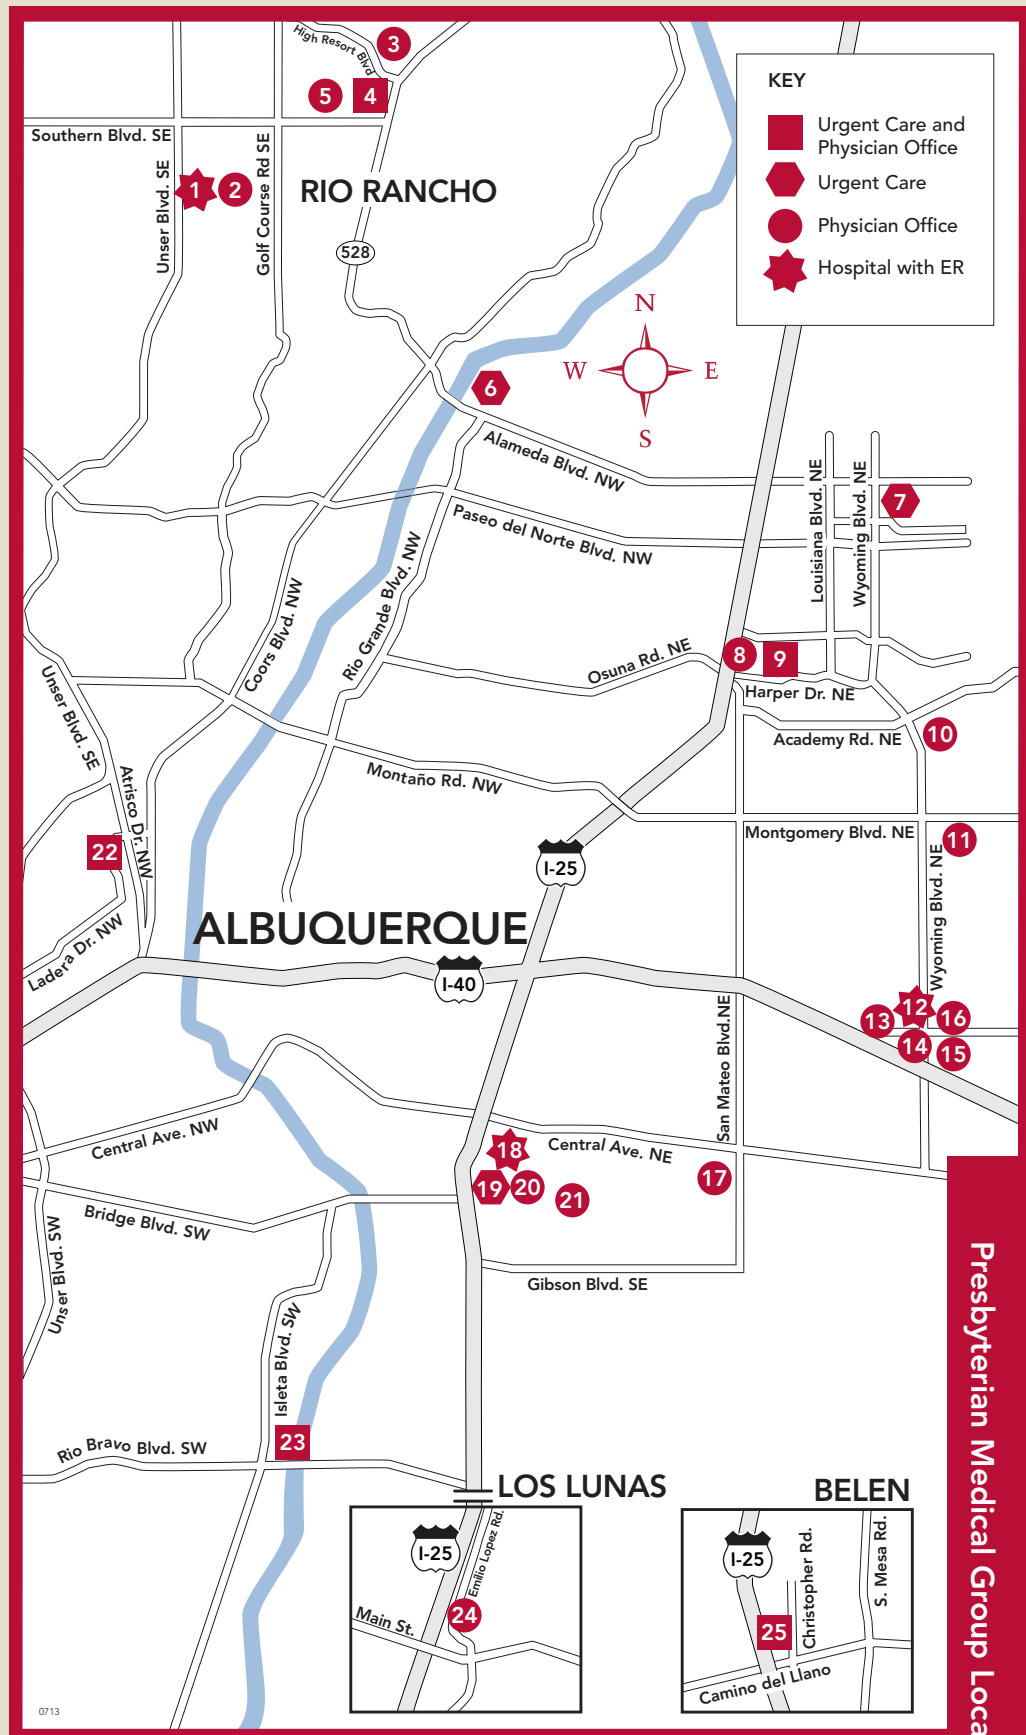 High Resort Blvd
3
5
4
Southern Blvd. SE
Unser Blvd. SE
1
2
Golf Course Rd SE
RIO RANCHO
528
KEY
Urgent Care and
Physician Office
Urgent Care
Physician Office
Hospital with ER
N
W
E
S
6
Alameda Blvd. NW
Louisiana Blvd. NE
Wyoming Blvd. NE
7
Paseo del Norte Blvd. NW
Coors Blvd. NW
Rio Grande Blvd. NW
Osuna Rd. NE
8
9
Harper Dr. NE
Unser Blvd. SE
Academy Rd. NE
10
Atrisco Dr. NW
Montaño Rd. NW
Montgomery Blvd. NE
11
22
I-25
Wyoming Blvd. NE
Ladera Dr. NW
ALBUQUERQUE
I-40
San Mateo Blvd.NE
12
13
16
14
15
Central Ave. NW
18
Central Ave. NE
17
19
20
21
Bridge Blvd. SW
Unser Blvd. SW
Gibson Blvd. SE
Isleta Blvd. SW
23
Rio Bravo Blvd. SW
LOS LUNAS
I-25
Emilio Lopez Rd.
24
Main St.
BELEN
I-25
Christopher Rd.
S. Mesa Rd.
25
Camino del Llano
Presbyterian Medical Group Loca
0713